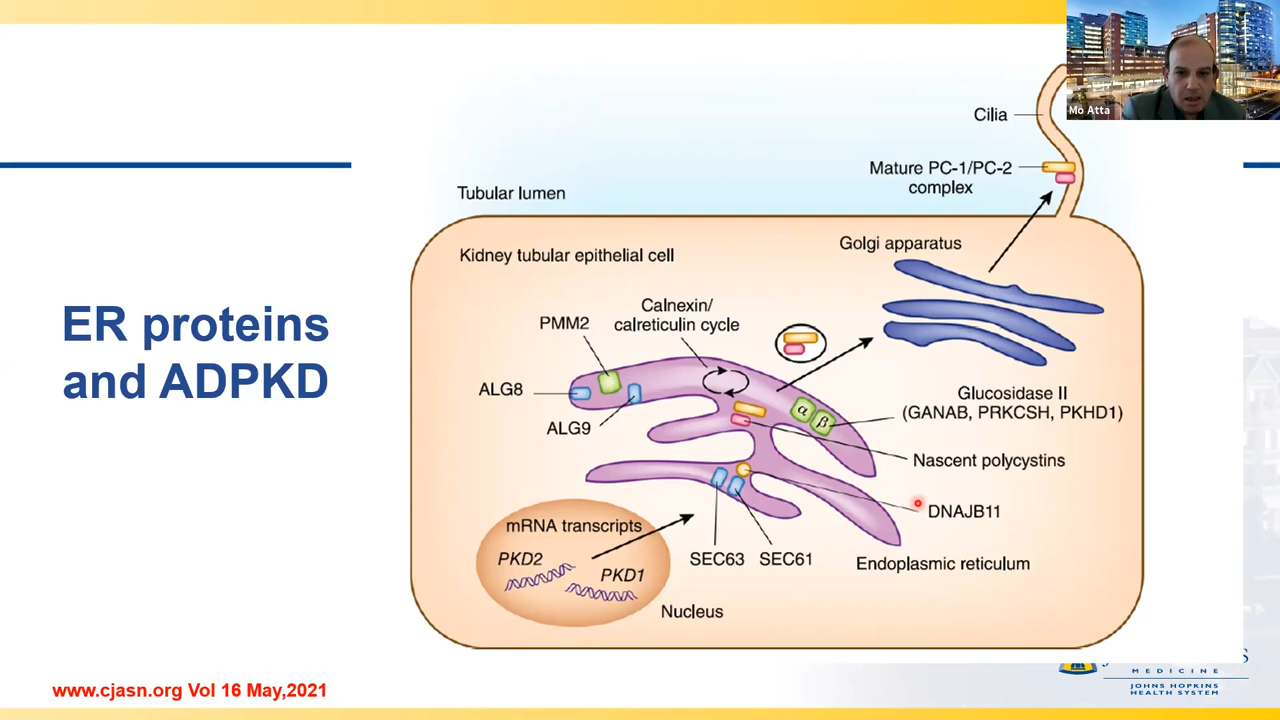 Mo Atta
ER proteins
and ADPKD
Cilia
Mature PC-1/PC-2
complex
Tubular lumen
Kidney tubular epithelial cell
Golgi apparatus
Calnexin/
calreticulin cycle
PMM2
ALG8
ALG9
α
β
Glucosidase II
(GANAB, PRKCSH, PKHD1)
Nascent polycystins
DNAJB11
mRNA transcripts
PKD2
PKD1
SEC63
SEC61
Endoplasmic reticulum
Nucleus
www.cjasn.org Vol 16 May,2021
MEDICINE
JOHNS HOPKINS
HEALTH SYSTEM